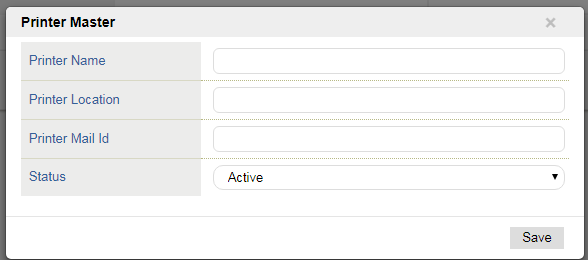 Printer Master ×
Printer Name
Printer Location
Printer Mail Id
Status Active
Save